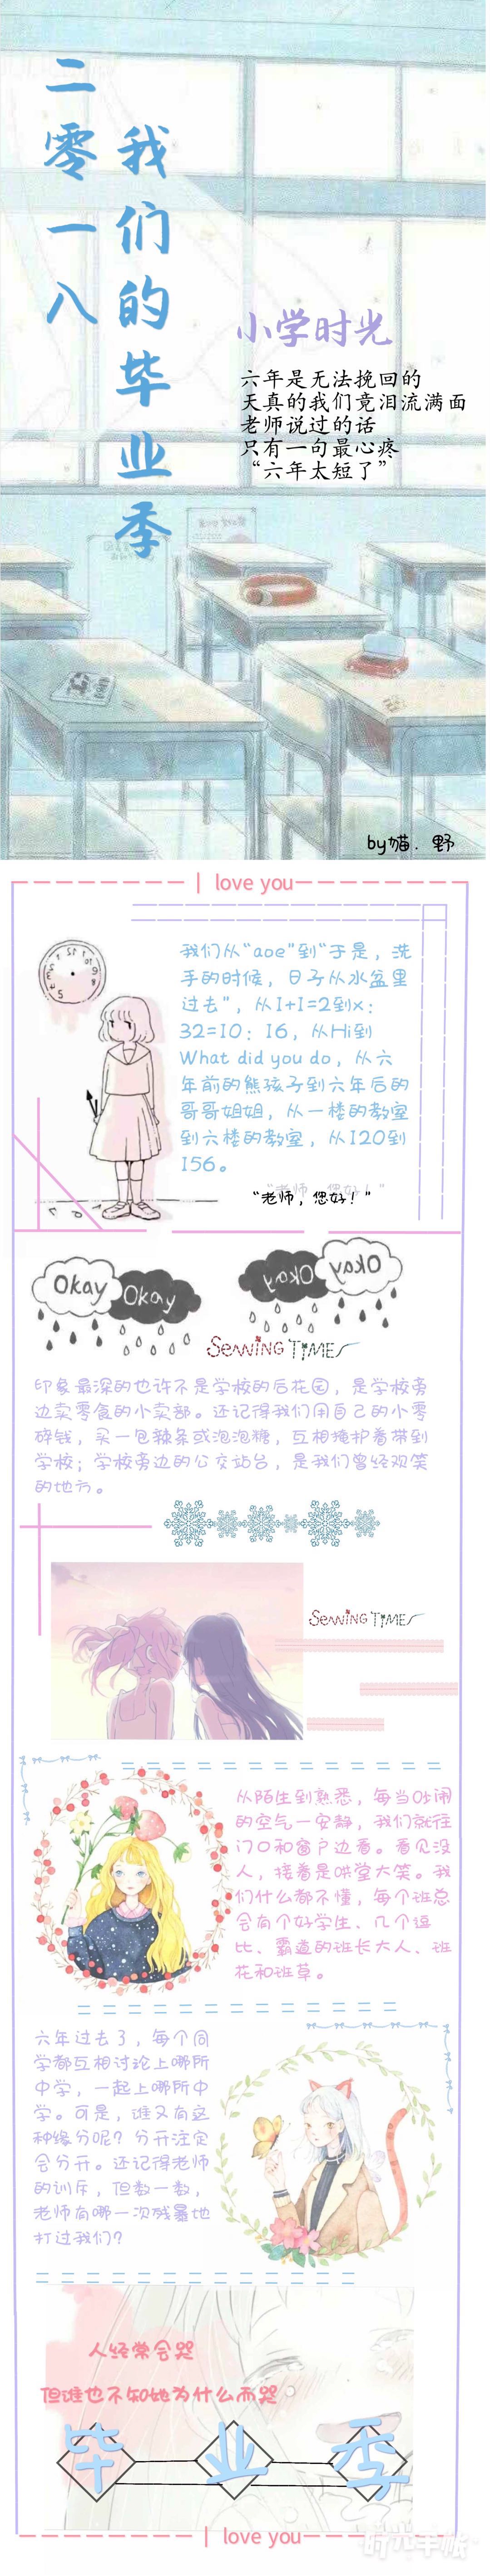 二零一八
我们的毕业季
小学时光
六年是无法挽回的
天真的我们竟泪流满面
老师说过的话
只有一句最心疼
“六年太短了”
by猫．野
love you
我们从“aoe"到“于是，洗
手的时候，日子从水盆里
过去"，从1+1=2到x：
32=10：16，从Hi到
What did you do，从六
年前的熊孩子到六年后的
哥哥姐姐，从一楼的教室
到六楼的教室，从120到
156。
“老师，您好！”
Okay Okay
Okay Okay
SEWING TIME
印象最深的也许不是学校的后花园，是学校旁
边卖零食的小卖部。还记得我们用自己的小零
碎钱，买一包辣条或泡泡糖，互相掩护着带到
学校；学校旁边的公交站台，是我们曾经欢笑
的地方。
SEWING TIME
从陌生到熟悉，每当吵闹
的空气一安静，我们就往
门口和窗户边看。看见没
人，接着是哄堂大笑。我
们什么都不懂，每个班总
会有个好学生、几个逗
比、霸道的班长大人、班
花和班草。
六年过去了，每个同
学都互相讨论上哪所
中学，一起上哪所中
学。可是，谁又有这
种缘分呢？分开注定
会分开。还记得老师
的训斥，但数一数，
老师有哪一次残暴地
打过我们？
人经常会哭
但谁也不知她为什么而哭
毕业季
love you
时光手帐